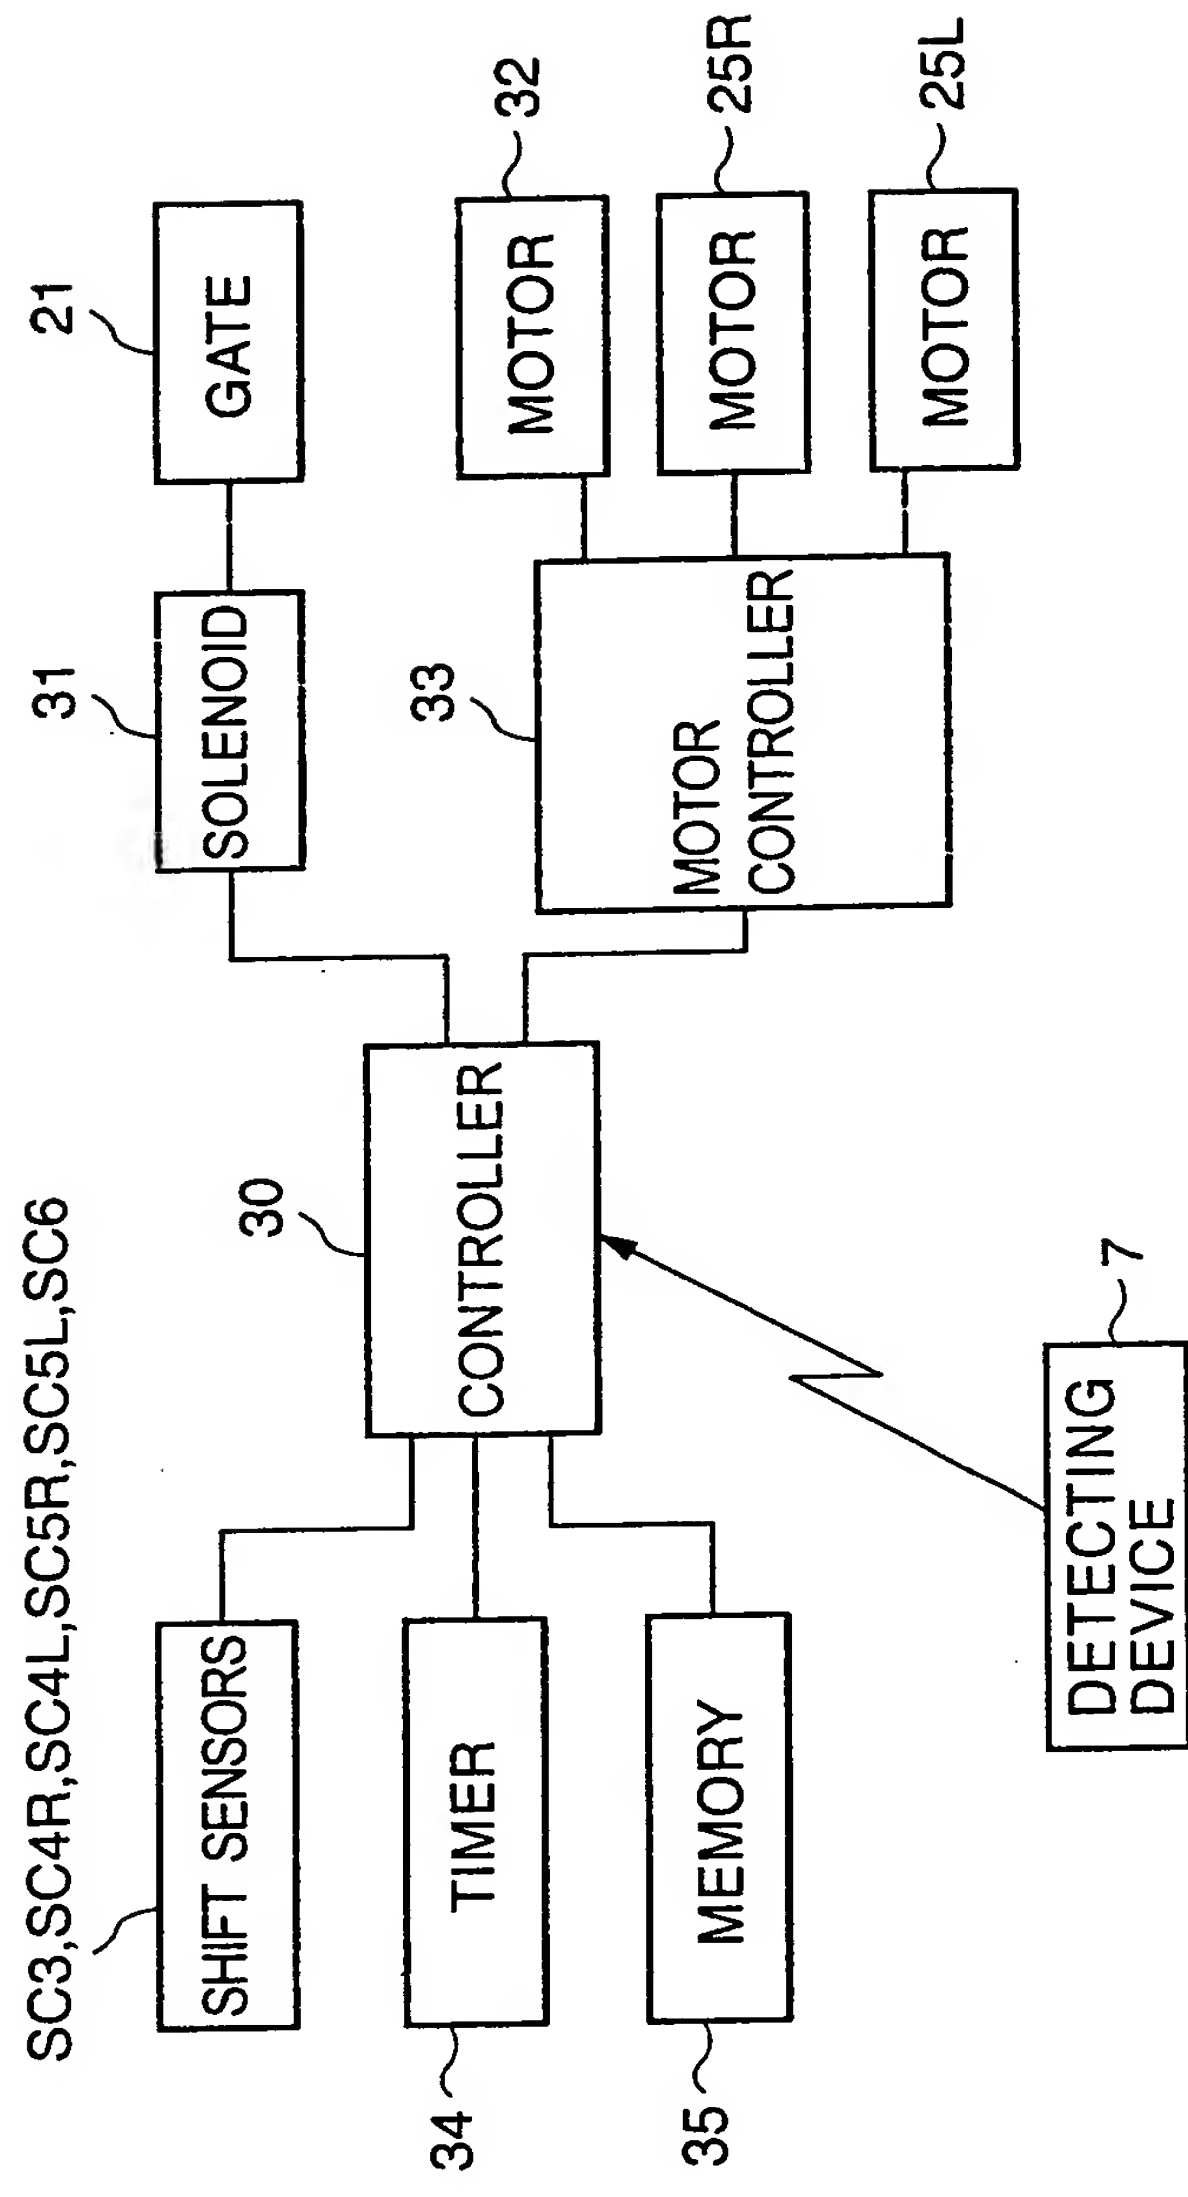 SC3,SC4R,SC4L,SC5R,SC5L,SC6
SHIFT SENSORS
34
TIMER
35
MEMORY
30
CONTROLLER
7
DETECTING
DEVICE
31
SOLENOID
21
GATE
33
MOTOR
CONTROLLER
32
MOTOR
25R
MOTOR
25L
MOTOR